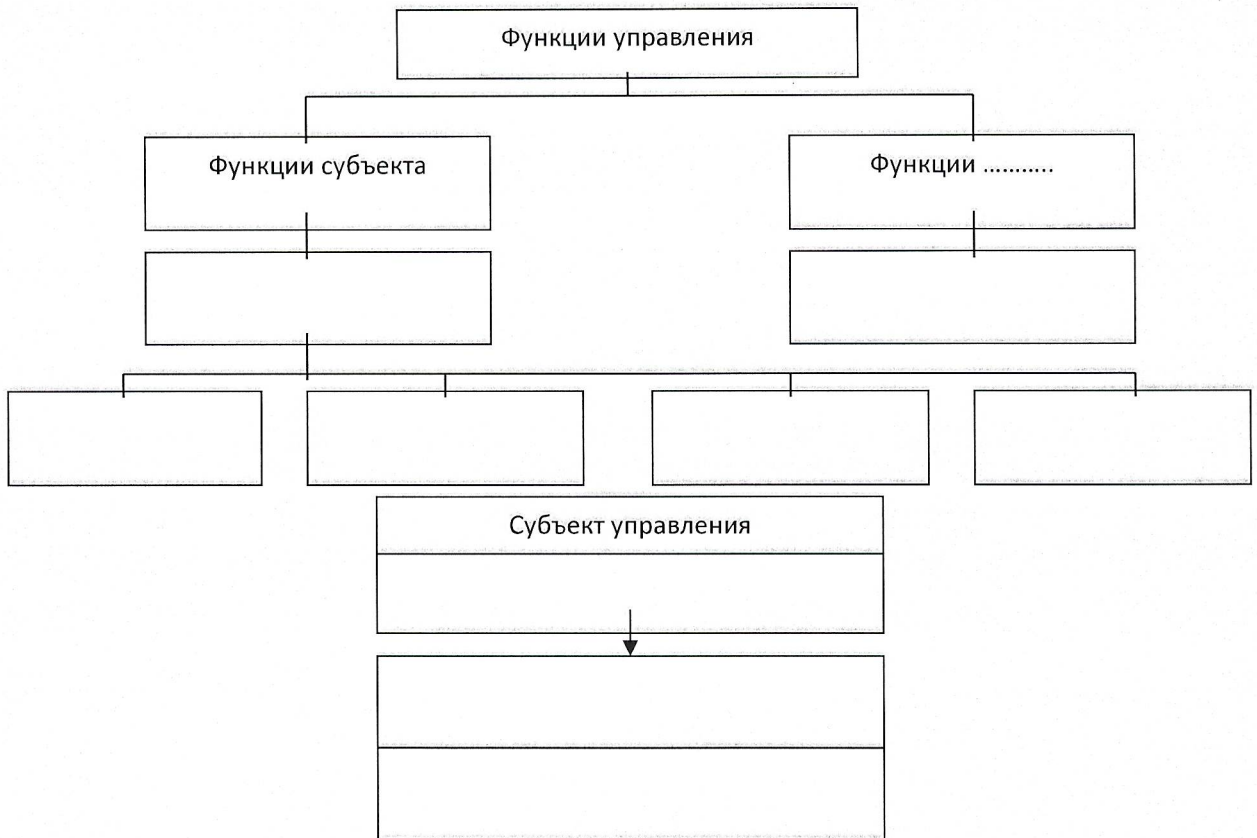 Функции управления
Функции субъекта
Функции ...........
Субъект управления